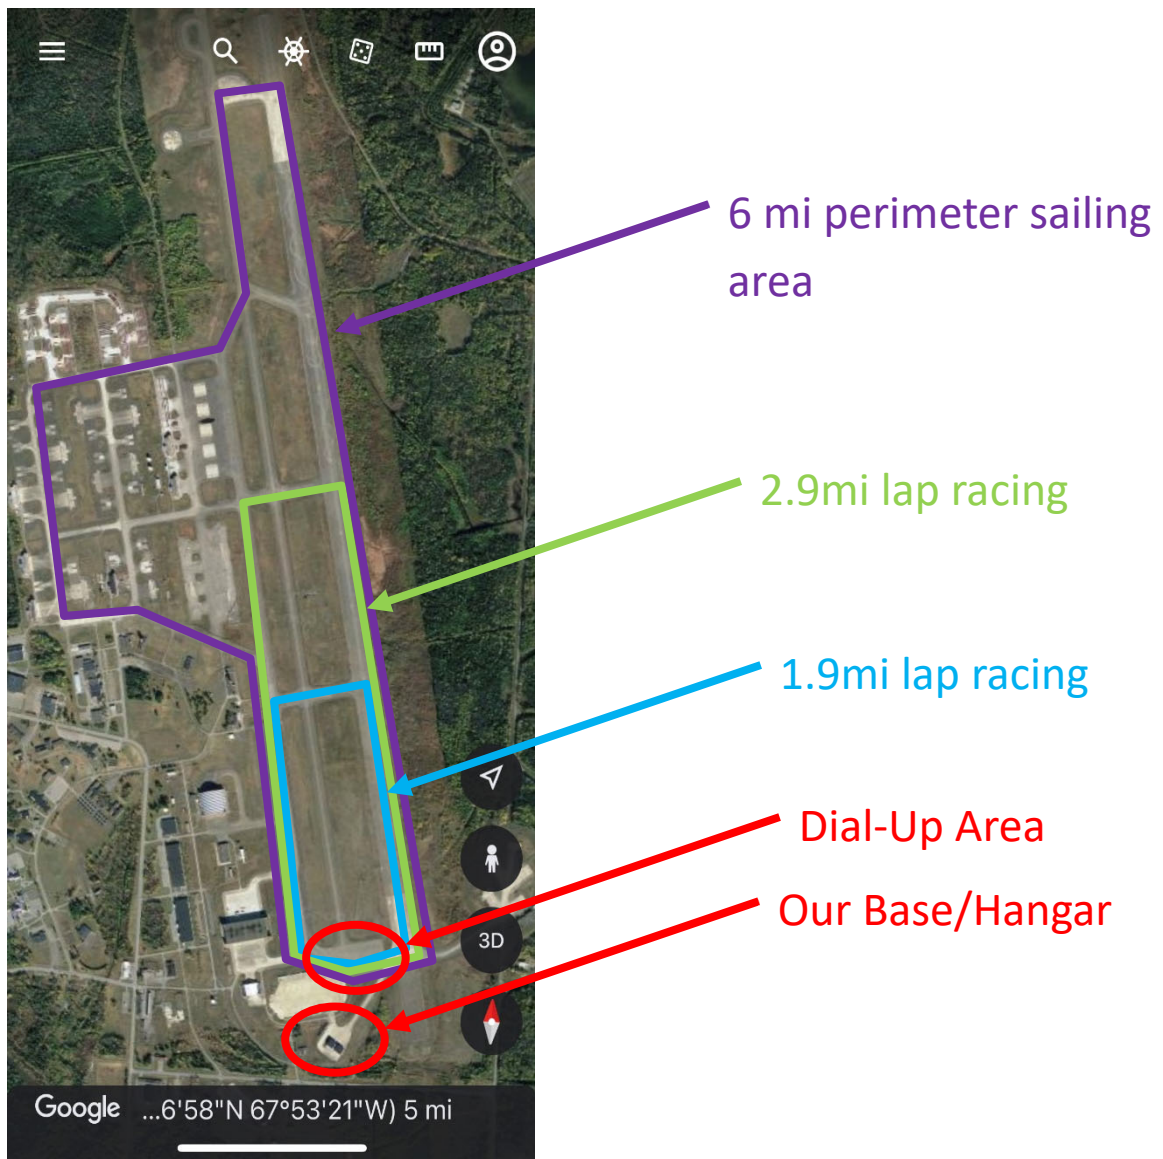 6 mi perimeter sailing
area
2.9mi lap racing
1.9mi lap racing
Dial-Up Area
Our Base/Hangar
3D
Google ...6'58"N 67°53'21"W) 5 mi